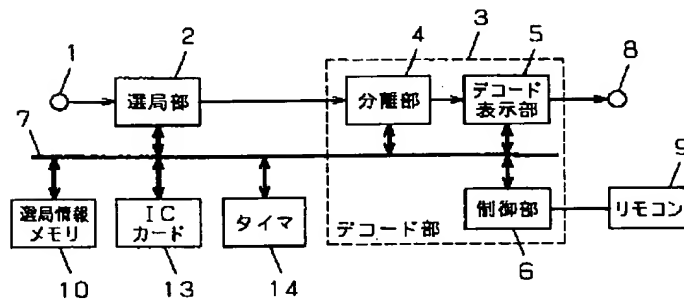 1
2
4
3
5
8
選局部
分離部
デコード
表示部
7
選局情報
メモリ
IC
カード
タイマ
デコード部
制御部
リモコン
9
10
13
14
6